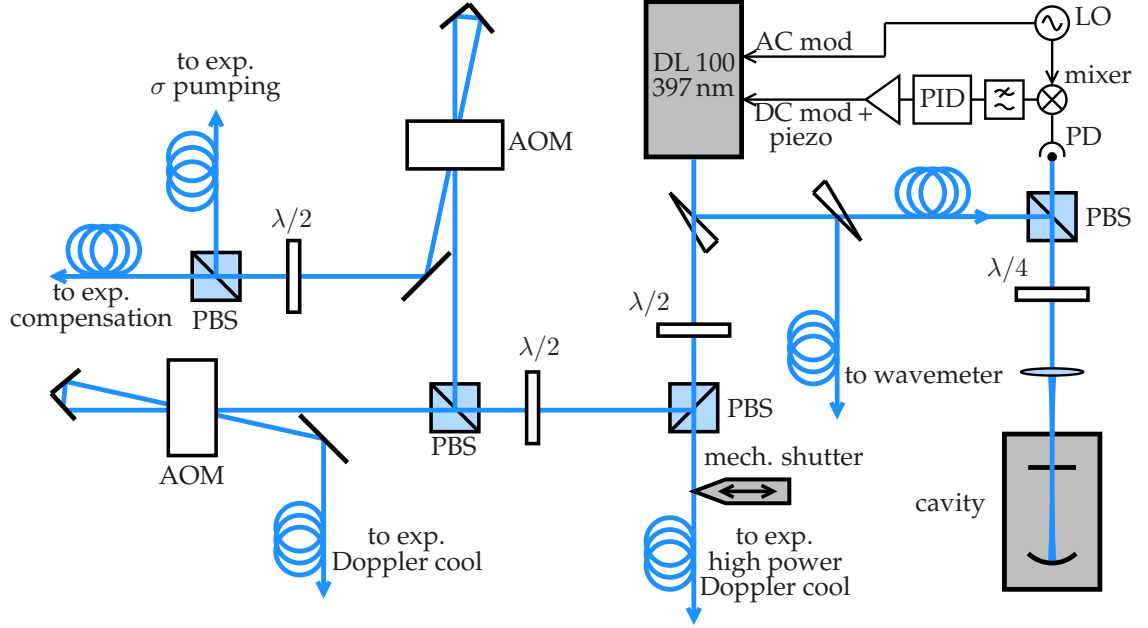 LO
AC mod
DL 100
397 nm
to exp.
σ pumping
mixer
PID
DC mod +
piezo
AOM
PD
λ/2
PBS
λ/4
to exp.
compensation
PBS
λ/2
λ/2
to wavemeter
PBS
PBS
AOM
mech. shutter
cavity
to exp.
Doppler cool
to exp.
high power
Doppler cool